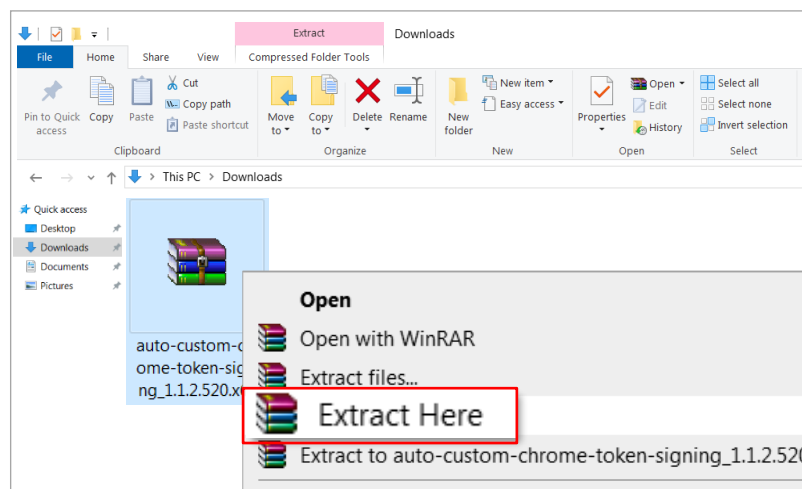 Extract
Downloads
File Home Share View Compressed Folder Tools
Pin to Quick access
Copy
Paste
Cut
Copy path
Paste shortcut
Move to
Copy to
Delete
Rename
New folder
New item
Easy access
Properties
Open
Edit
History
Select all
Select none
Invert selection
Clipboard Organize New Open Select
This PC > Downloads
Quick access
Desktop
Downloads
Documents
Pictures
auto-custom-c
ome-token-sig
ng_1.1.2.520.x
Open
Open with WinRAR
Extract files...
Extract Here
Extract to auto-custom-chrome-token-signing_1.1.2.520